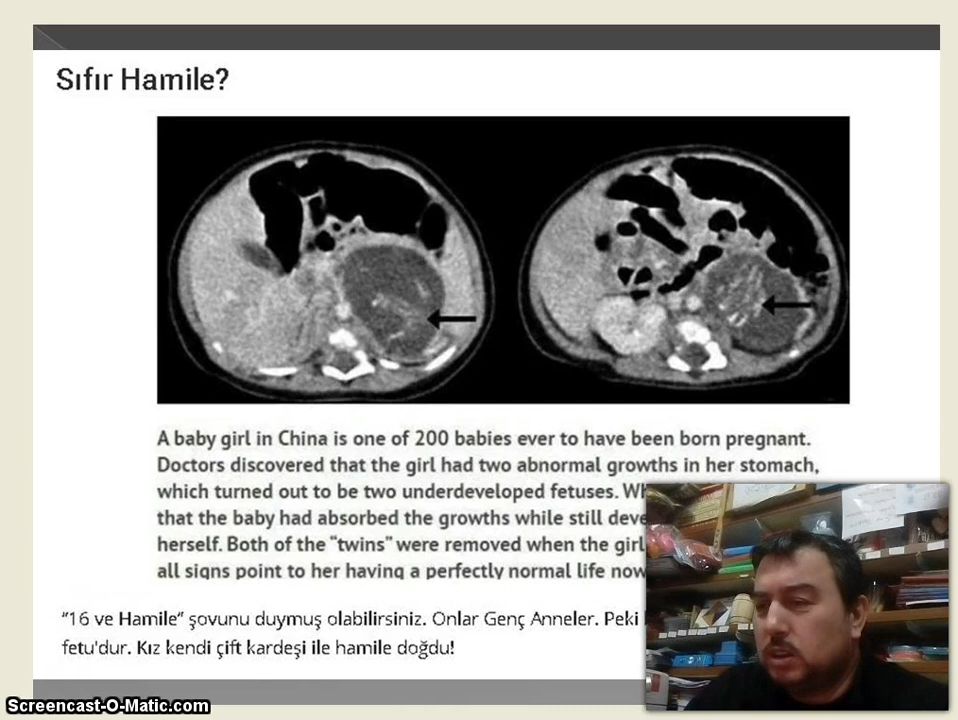 Sıfır Hamile?
A baby girl in China is one of 200 babies ever to have been born pregnant.
Doctors discovered that the girl had two abnormal growths in her stomach,
which turned out to be two underdeveloped fetuses.
that the baby had absorbed the growths while still
herself. Both of the “twins” were removed when the girl
all signs point to her having a perfectly normal life now
“16 ve Hamile” şovunu duymuş olabilirsiniz. Onlar Genç Anneler. Peki
fetu'dur. Kız kendi çift kardeşi ile hamile doğdu!
Screencast-O-Matic.com